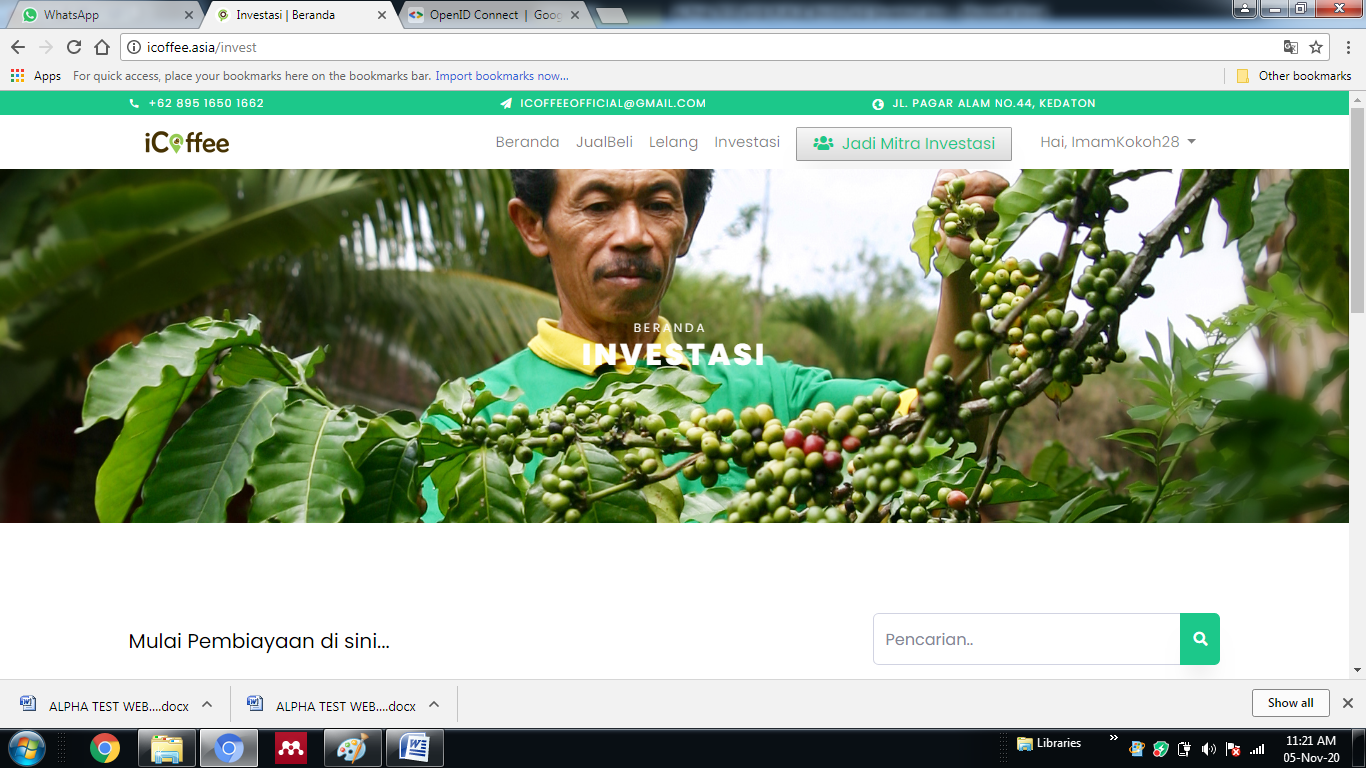 WhatsApp
Investasi | Beranda
OpenID Connect | Goog
icoffee.asia/invest
Apps
For quick access, place your bookmarks here on the bookmarks bar. Import bookmarks now...
Other bookmarks
+62 895 1650 1662
ICOFFEEOFFICIAL@GMAIL.COM
JL. PAGAR ALAM NO.44, KEDATON
iCoffee
Beranda
JualBeli
Lelang
Investasi
Jadi Mitra Investasi
Hai, ImamKokoh28
BERANDA
INVESTASI
Mulai Pembiayaan di sini...
Pencarian..
ALPHA TEST WEB....docx
ALPHA TEST WEB....docx
Show all
Libraries
11:21 AM
05-Nov-20